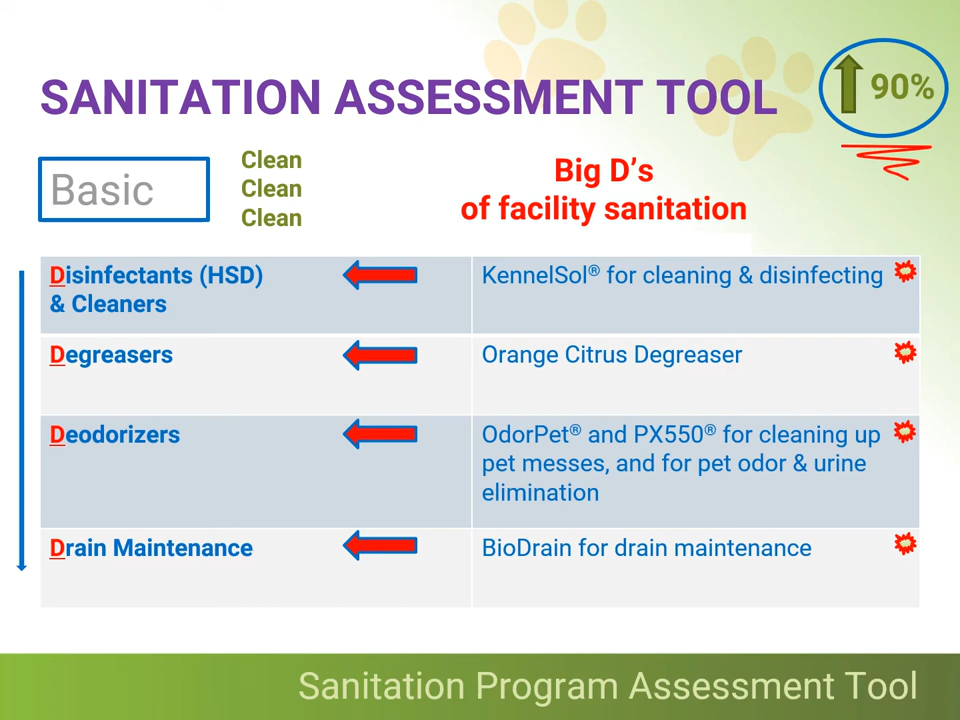 SANITATION ASSESSMENT TOOL
90%
Basic
Clean
Clean
Clean
Big D’s
of facility sanitation
Disinfectants (HSD)
& Cleaners
KennelSol® for cleaning & disinfecting
Degreasers
Orange Citrus Degreaser
Deodorizers
OdorPet® and PX550® for cleaning up
pet messes, and for pet odor & urine
elimination
Drain Maintenance
BioDrain for drain maintenance
Sanitation Program Assessment Tool